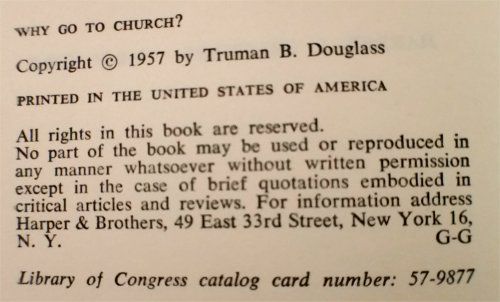 WHY GO TO CHURCH?
Copyright © 1957 by Truman B. Douglass
PRINTED IN THE UNITED STATES OF AMERICA
All rights in this book are reserved.
No part of the book may be used or reproduced in
any manner whatsoever without written permission
except in the case of brief quotations embodied in
critical articles and reviews. For information address
Harper & Brothers, 49 East 33rd Street, New York 16,
N. Y. G-G
Library of Congress catalog card number: 57-9877